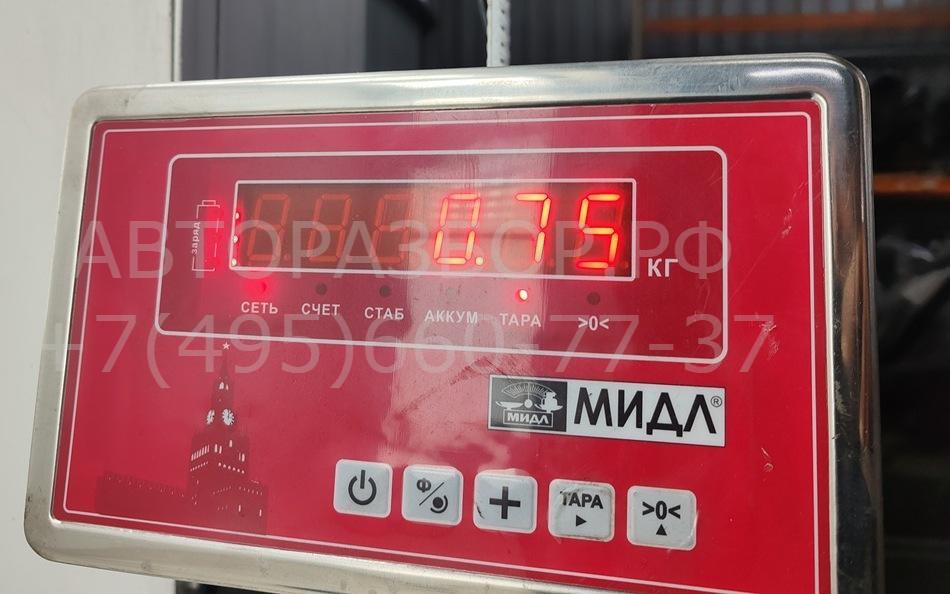 заряд
0.75
КГ
СЕТЬ СЧЕТ СТАБ АККУМ ТАРА >0<
АВТОРАЗБОР.РФ
+7(495)660-77-37
МИДЛ
МИДЛ®
Ф/
ТАРА
>0<